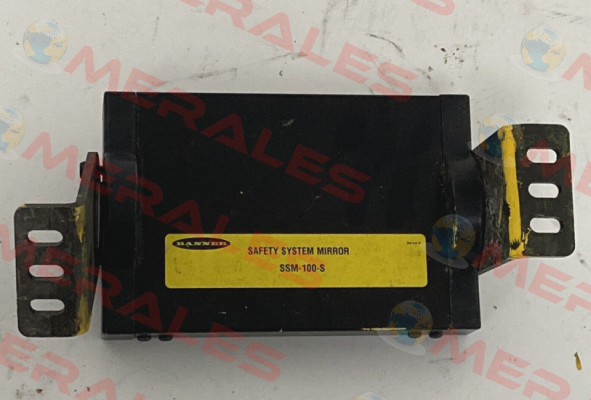 BANNER
SAFETY SYSTEM MIRROR
SSM-100-S
MERALES
MERALES
MERALES